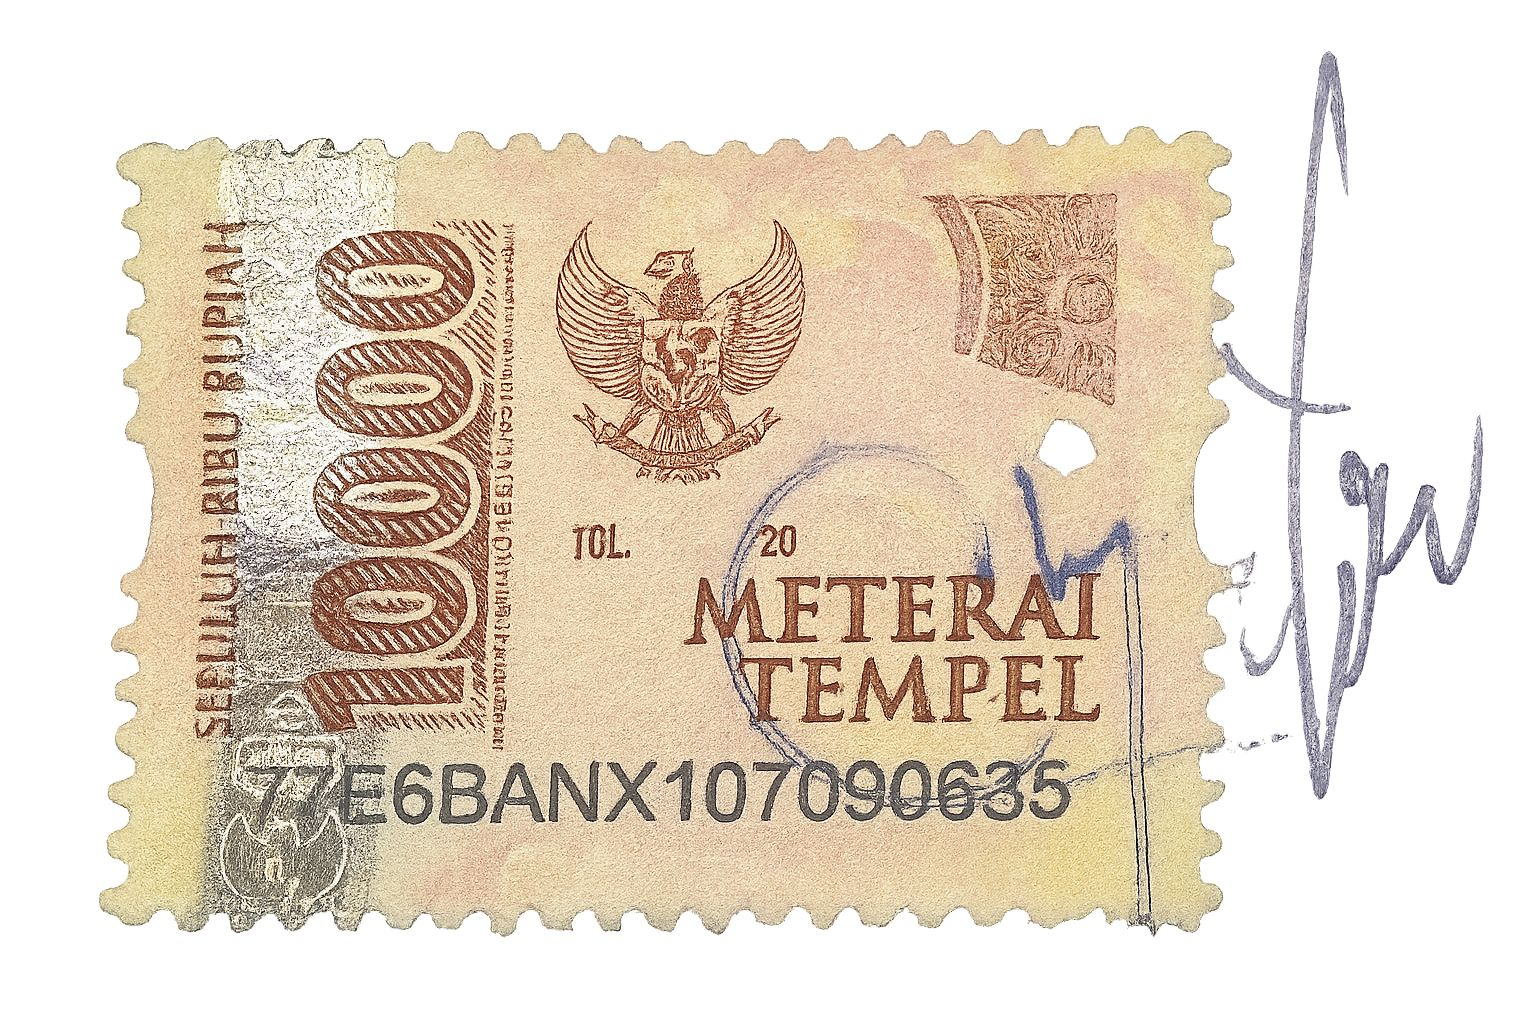 SEPULUH RIBU RUPIAH
10000
TGL.
20
METERAI
TEMPEL
77E6BANX107090635